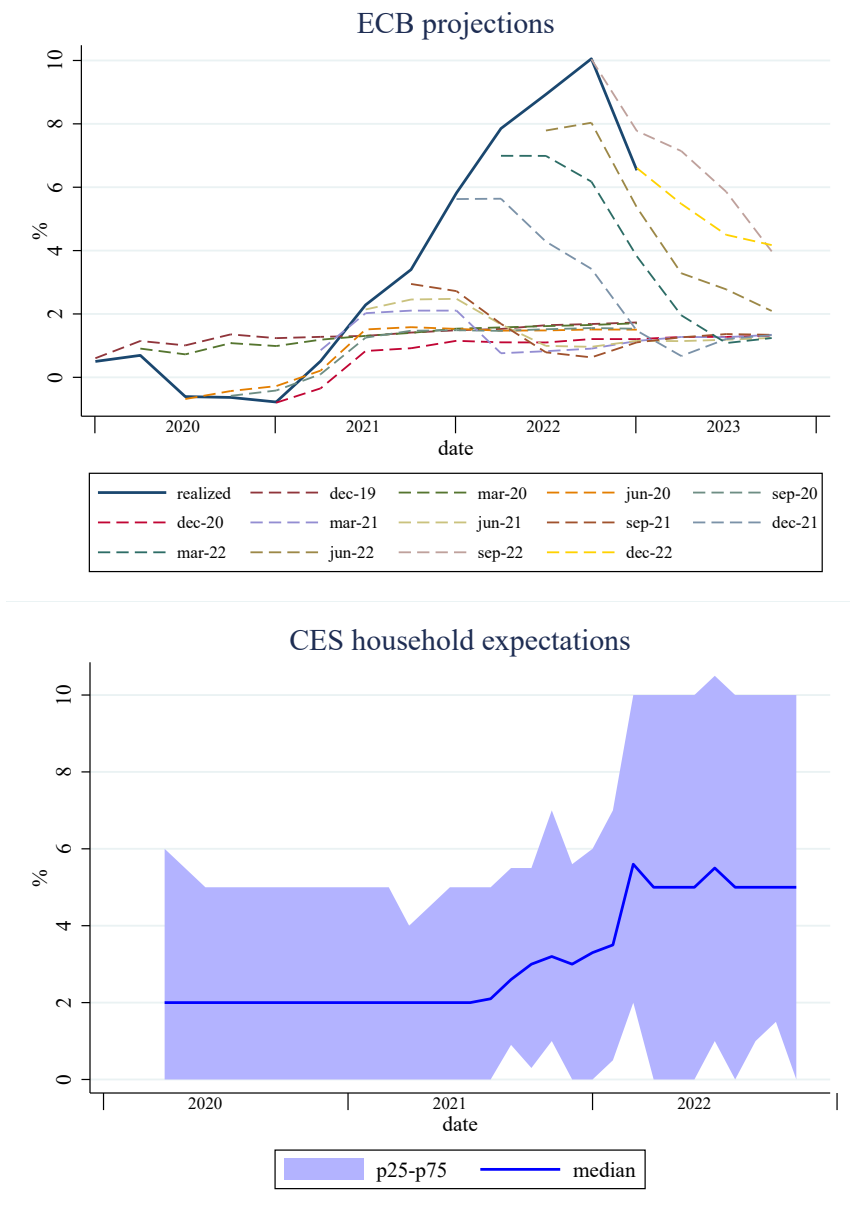 ECB projections
10
8
6
4
2
0
%
2020 2021 2022 2023
date
realized dec-19 mar-20 jun-20 sep-20
dec-20 mar-21 jun-21 sep-21 dec-21
mar-22 jun-22 sep-22 dec-22
CES household expectations
10
8
6
4
2
0
%
2020 2021 2022
date
p25-p75 median